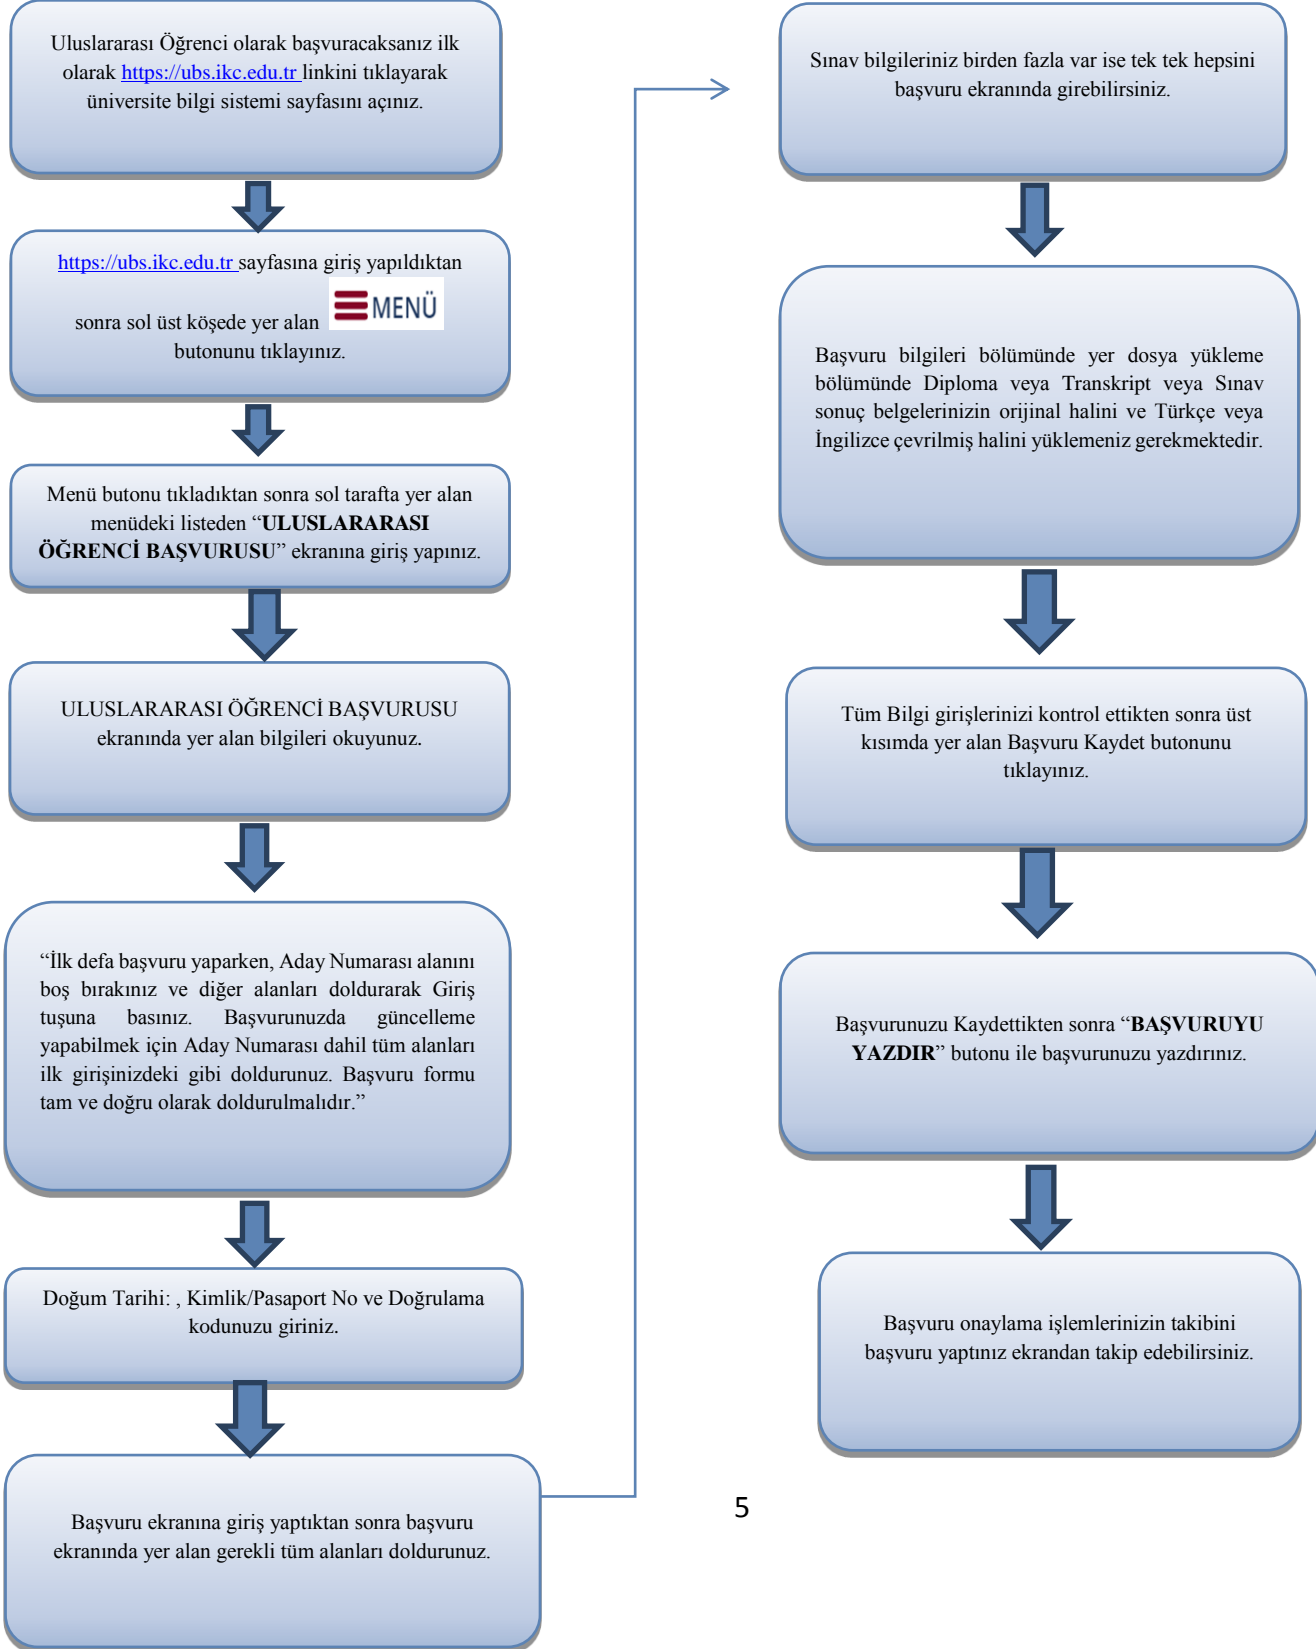 Uluslararası Öğrenci olarak başvuracaksanız ilk
olarak https://ubs.ikc.edu.tr linkini tıklayarak
üniversite bilgi sistemi sayfasını açınız.
https://ubs.ikc.edu.tr sayfasına giriş yapıldıktan
sonra sol üst köşede yer alan MENÜ
butonunu tıklayınız.
Menü butonu tıkladıktan sonra sol tarafta yer alan
menüdeki listeden “ULUSLARARASI
ÖĞRENCİ BAŞVURUSU” ekranına giriş yapınız.
ULUSLARARASI ÖĞRENCİ BAŞVURUSU
ekranında yer alan bilgileri okuyunuz.
“İlk defa başvuru yaparken, Aday Numarası alanını
boş bırakınız ve diğer alanları doldurarak Giriş
tuşuna basınız. Başvurunuzda güncelleme
yapabilmek için Aday Numarası dahil tüm alanları
ilk girişinizdeki gibi doldurunuz. Başvuru formu
tam ve doğru olarak doldurulmalıdır.”
Doğum Tarihi: , Kimlik/Pasaport No ve Doğrulama
kodunuzu giriniz.
Başvuru ekranına giriş yaptıktan sonra başvuru
ekranında yer alan gerekli tüm alanları doldurunuz.
Sınav bilgileriniz birden fazla var ise tek tek hepsini
başvuru ekranında girebilirsiniz.
Başvuru bilgileri bölümünde yer dosya yükleme
bölümünde Diploma veya Transkript veya Sınav
sonuç belgelerinizin orijinal halini ve Türkçe veya
İngilizce çevrilmiş halini yüklemeniz gerekmektedir.
Tüm Bilgi girişlerinizi kontrol ettikten sonra üst
kısımda yer alan Başvuru Kaydet butonunu
tıklayınız.
Başvurunuzu Kaydettikten sonra “BAŞVURUYU
YAZDIR” butonu ile başvurunuzu yazdırınız.
Başvuru onaylama işlemlerinizin takibini
başvuru yaptınız ekrandan takip edebilirsiniz.
5